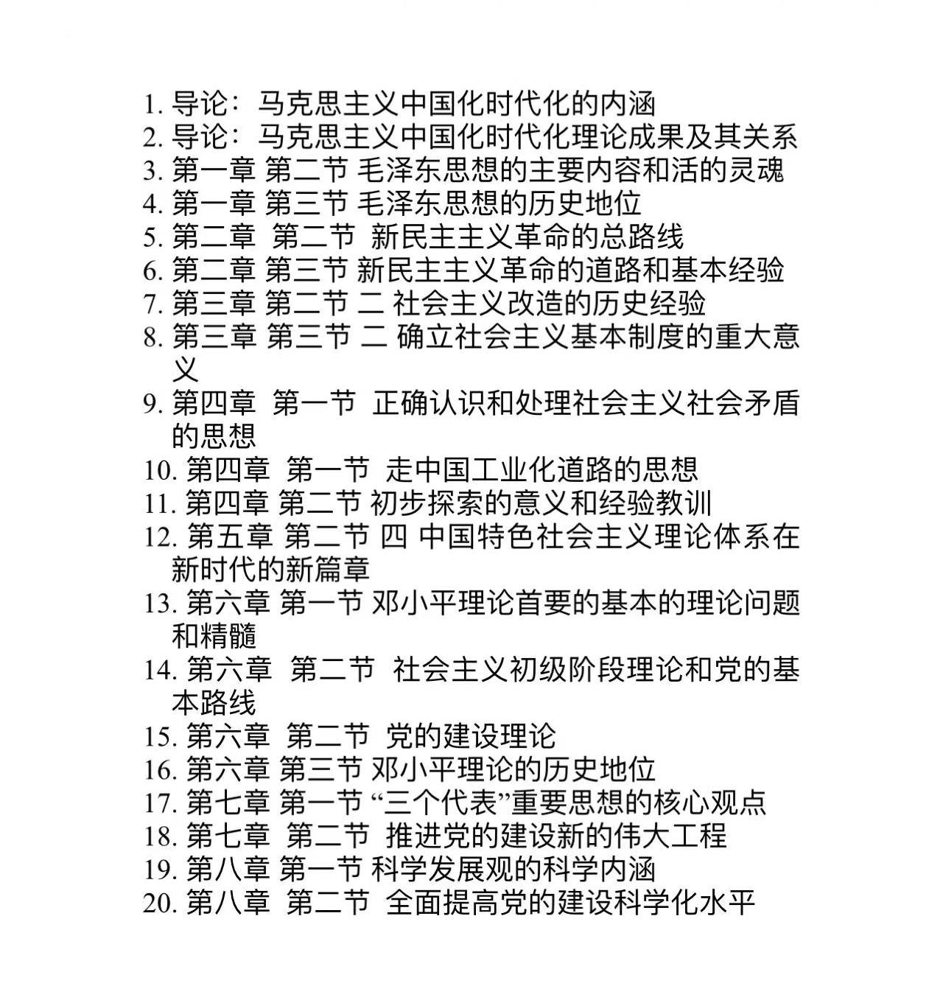 1. 导论：马克思主义中国化时代化的内涵
2. 导论：马克思主义中国化时代化理论成果及其关系
3. 第一章 第二节 毛泽东思想的主要内容和活的灵魂
4. 第一章 第三节 毛泽东思想的历史地位
5. 第二章 第二节 新民主主义革命的总路线
6. 第二章 第三节 新民主主义革命的道路和基本经验
7. 第三章 第二节 二 社会主义改造的历史经验
8. 第三章 第三节 二 确立社会主义基本制度的重大意
义
9. 第四章 第一节 正确认识和处理社会主义社会矛盾
的思想
10. 第四章 第一节 走中国工业化道路的思想
11. 第四章 第二节 初步探索的意义和经验教训
12. 第五章 第二节 四 中国特色社会主义理论体系在
新时代的新篇章
13. 第六章 第一节 邓小平理论首要的基本的理论问题
和精髓
14. 第六章 第二节 社会主义初级阶段理论和党的基
本路线
15. 第六章 第二节 党的建设理论
16. 第六章 第三节 邓小平理论的历史地位
17. 第七章 第一节 “三个代表”重要思想的核心观点
18. 第七章 第二节 推进党的建设新的伟大工程
19. 第八章 第一节 科学发展观的科学内涵
20. 第八章 第二节 全面提高党的建设科学化水平